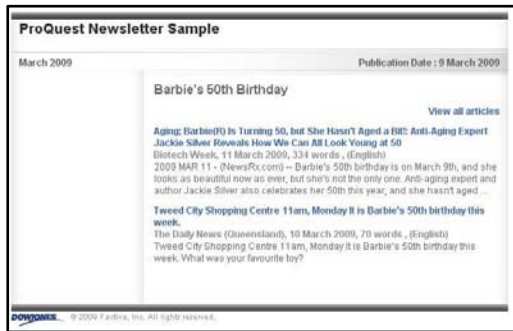 ProQuest Newsletter Sample
March 2009
Publication Date : 9 March 2009
Barbie's 50th Birthday
View all articles
Aging; Barbie(R) Is Turning 50, but She Hasn't Aged a Bit!: Anti-Aging Expert
Jackie Silver Reveals How We Can All Look Young at 50
Biotech Week, 11 March 2009, 334 words , (English)
2009 MAR 11 - (NewsRx.com) -- Barbie's 50th birthday is on March 9th, and she
looks as beautiful now as ever, but she's not the only one. Anti-aging expert and
author Jackie Silver also celebrates her 50th this year, and she hasn't aged ...
Tweed City Shopping Centre 11am, Monday It is Barbie's 50th birthday this
week.
The Daily News (Queensland), 10 March 2009, 70 words , (English)
Tweed City Shopping Centre 11am, Monday It is Barbie's 50th birthday this
week. What was your favourite toy?
DOWJONES © 2009 Factiva, Inc. All rights reserved.